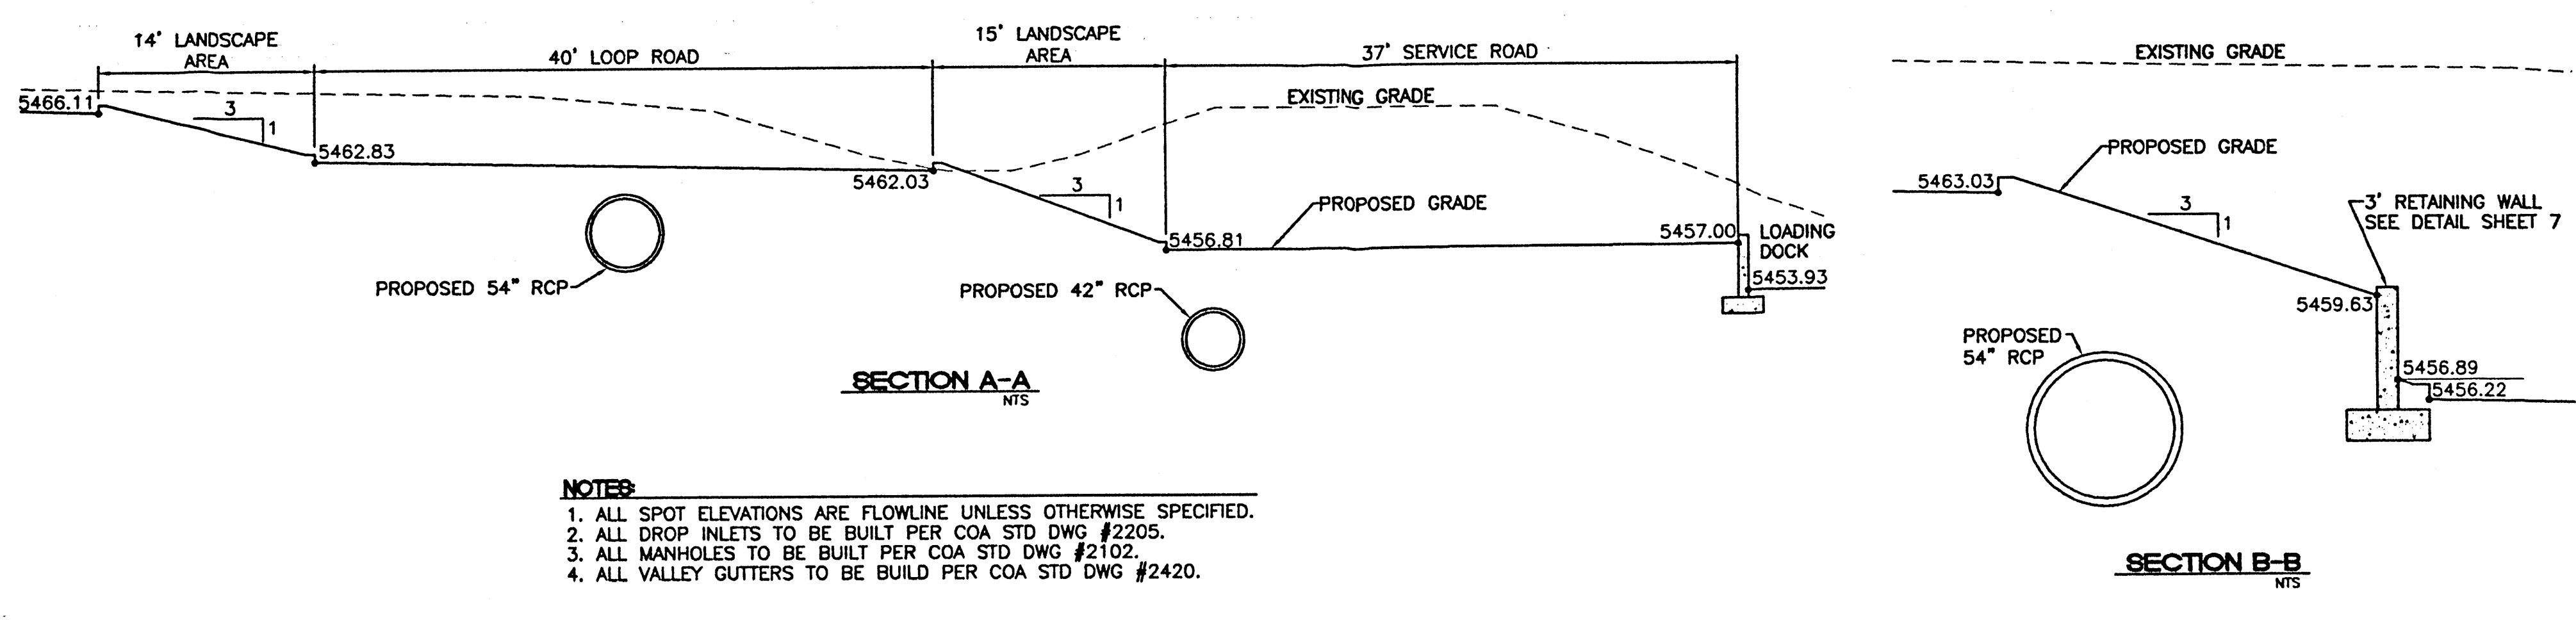 14' LANDSCAPE
AREA
40' LOOP ROAD
15' LANDSCAPE
AREA
37' SERVICE ROAD
5466.11
3
1
5462.83
5462.03
EXISTING GRADE
3
1
PROPOSED GRADE
5456.81
5457.00
LOADING
DOCK
5453.93
PROPOSED 54" RCP
PROPOSED 42" RCP
SECTION A-A
NTS
NOTES:
1. ALL SPOT ELEVATIONS ARE FLOWLINE UNLESS OTHERWISE SPECIFIED.
2. ALL DROP INLETS TO BE BUILT PER COA STD DWG #2205.
3. ALL MANHOLES TO BE BUILT PER COA STD DWG #2102.
4. ALL VALLEY GUTTERS TO BE BUILD PER COA STD DWG #2420.
EXISTING GRADE
PROPOSED GRADE
5463.03
3
1
3' RETAINING WALL
SEE DETAIL SHEET 7
5459.63
PROPOSED
54" RCP
5456.89
5456.22
SECTION B-B
NTS